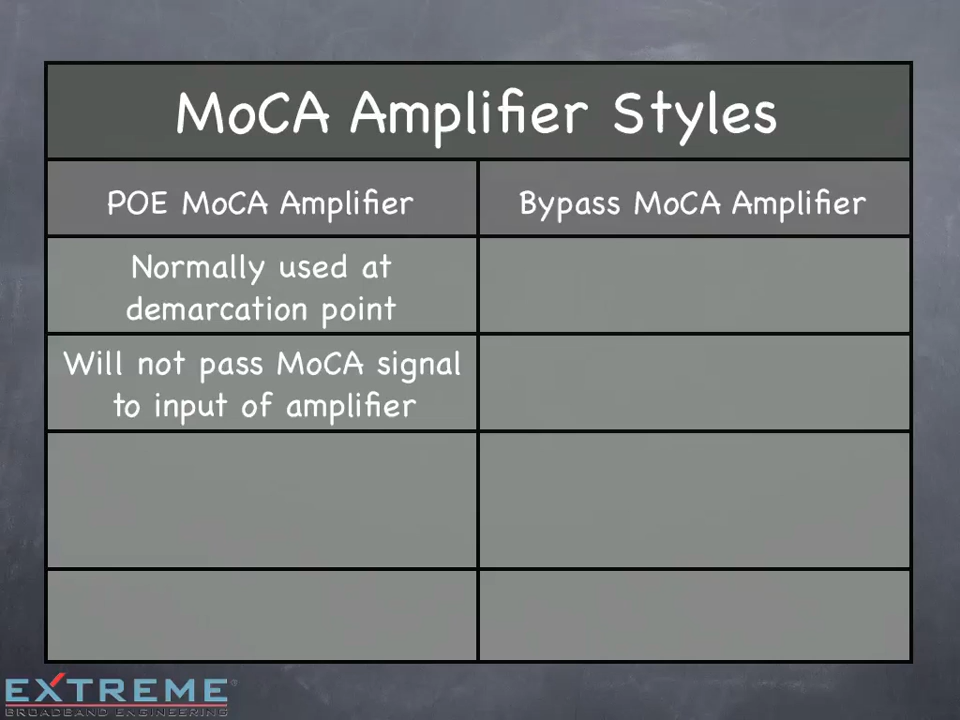 MoCA Amplifier Styles
POE MoCA Amplifier
Bypass MoCA Amplifier
Normally used at
demarcation point
Will not pass MoCA signal
to input of amplifier
EXTREME
BROADBAND ENGINEERING